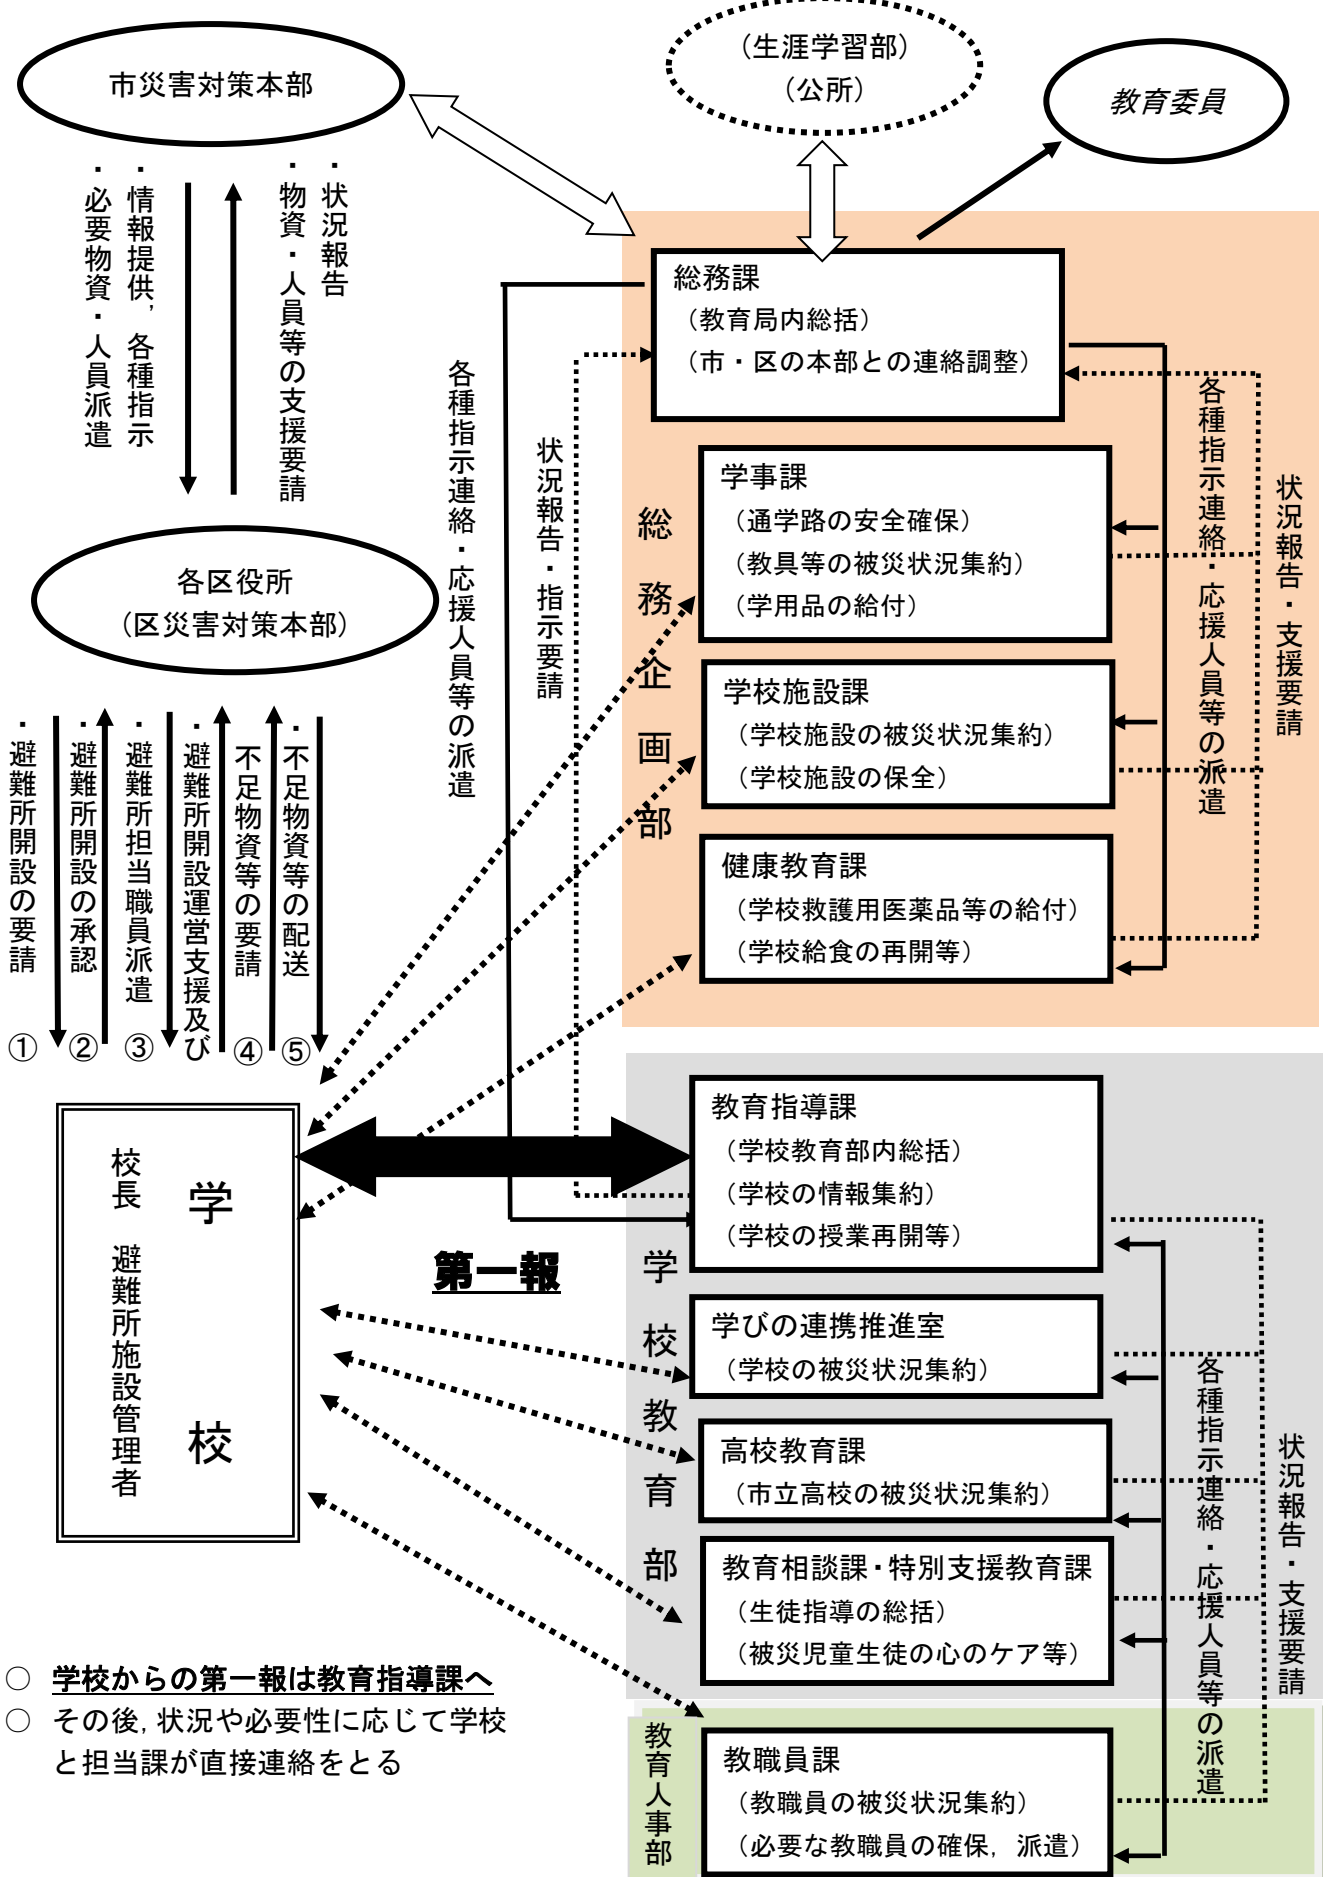 市災害対策本部
（生涯学習部）
（公所）
教育委員
・情報提供，各種指示
・必要物資・人員派遣
・状況報告
・物資・人員等の支援要請
各区役所
（区災害対策本部）
・避難所開設の要請
①
・避難所開設の承認
②
・避難所担当職員派遣
③
・避難所開設運営支援及び
不足物資等の要請
④
・不足物資等の配送
⑤
各種指示連絡・応援人員等の派遣
状況報告・指示要請
総務企画部
総務課
（教育局内総括）
（市・区の本部との連絡調整）
学事課
（通学路の安全確保）
（教具等の被災状況集約）
（学用品の給付）
学校施設課
（学校施設の被災状況集約）
（学校施設の保全）
健康教育課
（学校救護用医薬品等の給付）
（学校給食の再開等）
各種指示連絡・応援人員等の派遣
状況報告・支援要請
学校
校長　避難所施設管理者
第一報
学校教育部
教育指導課
（学校教育部内総括）
（学校の情報集約）
（学校の授業再開等）
学びの連携推進室
（学校の被災状況集約）
高校教育課
（市立高校の被災状況集約）
教育相談課・特別支援教育課
（生徒指導の総括）
（被災児童生徒の心のケア等）
各種指示連絡・応援人員等の派遣
状況報告・支援要請
教育人事部
教職員課
（教職員の被災状況集約）
（必要な教職員の確保，派遣）
○　学校からの第一報は教育指導課へ
○　その後，状況や必要性に応じて学校
と担当課が直接連絡をとる